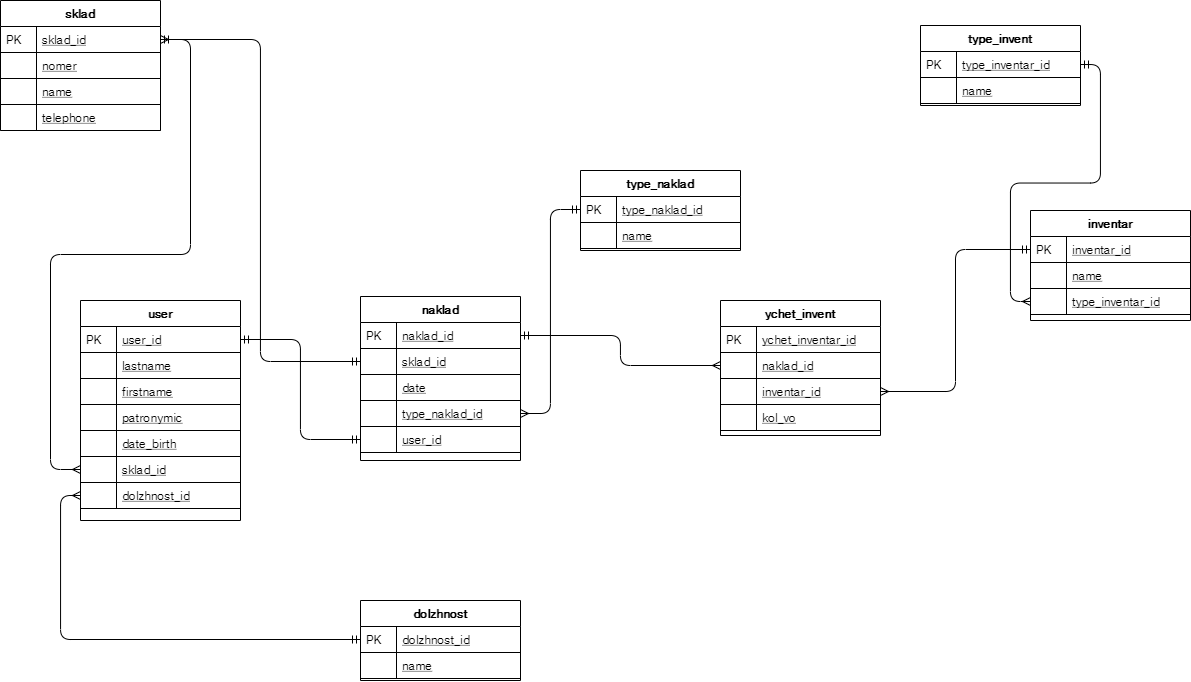 sklad
PK sklad_id
nomer
name
telephone
type_invent
PK type_inventar_id
name
type_naklad
PK type_naklad_id
name
inventar
PK inventar_id
name
type_inventar_id
user
PK user_id
lastname
firstname
patronymic
date_birth
sklad_id
dolzhnost_id
naklad
PK naklad_id
sklad_id
date
type_naklad_id
user_id
ychet_invent
PK ychet_inventar_id
naklad_id
inventar_id
kol_vo
dolzhnost
PK dolzhnost_id
name